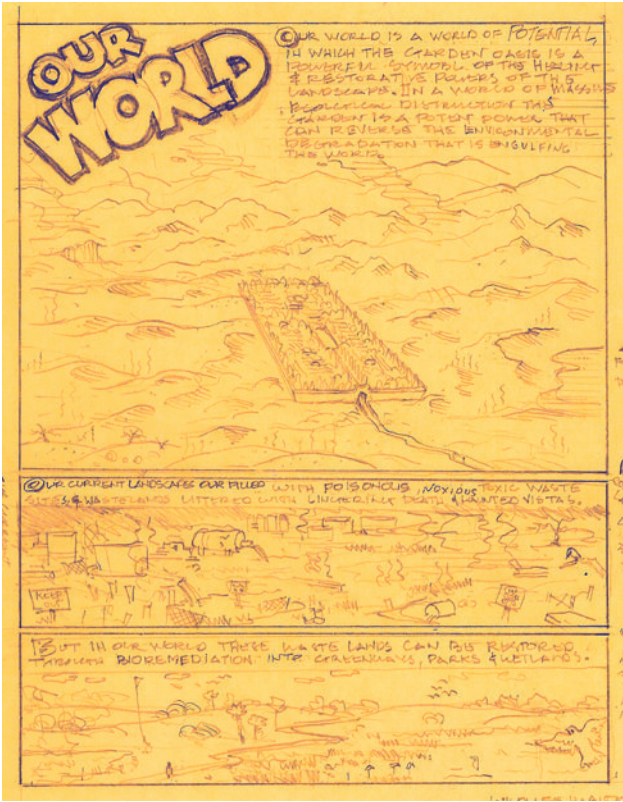 OUR
WORLD
OUR WORLD IS A WORLD OF POTENTIAL,
IN WHICH THE GARDEN OASIS IS A
POWERFUL SYMBOL OF THE HEALING
& RESTORATIVE POWERS OF THE
LANDSCAPE. IN A WORLD OF MASSIVE
DISTRUCTION THIS
GARDEN IS A POTENT POWER THAT
CAN REVERSE THE ENVIRONMENTAL
DEGRADATION THAT IS ENGULFING
THE WORLD.
OUR CURRENT LANDSCAPE OUR FILLED WITH POISONOUS, NOXIOUS TOXIC WASTE
SITES & WASTELANDS LITTERED WITH LINGERING DEATH & HAUNTED VISTAS.
KEEP
BUT IN OUR WORLD THESE WASTE LANDS CAN BE RESTORED
THROUGH BIOREMEDIATION INTO GREENWAYS, PARKS & WETLANDS.